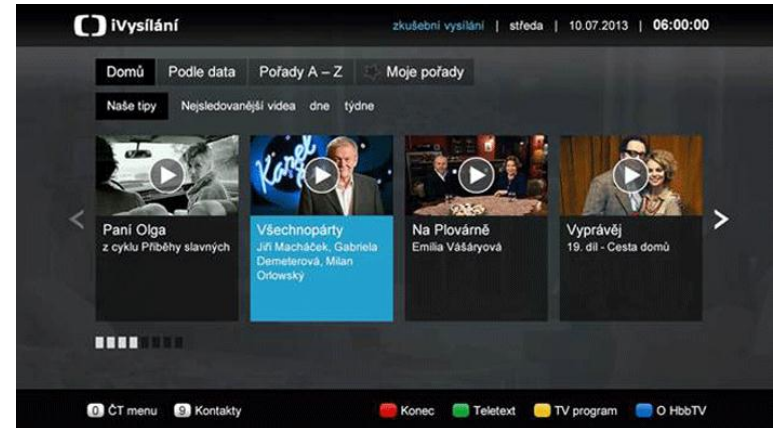 iVysílání
zkušební vysílání | středa | 10.07.2013 | 06:00:00
Domů Podle data Pořady A – Z Moje pořady
Naše tipy Nejsledovanější videa dne týdne
Karel
Paní Olga
z cyklu Příběhy slavných
Všechnopárty
Jiří Macháček, Gabriela
Demeterová, Milan
Orlowský
Na Plovárně
Emília Vášáryová
Vyprávěj
19. díl - Cesta domů
0 ČT menu 9 Kontakty Konec Teletext TV program O HbbTV